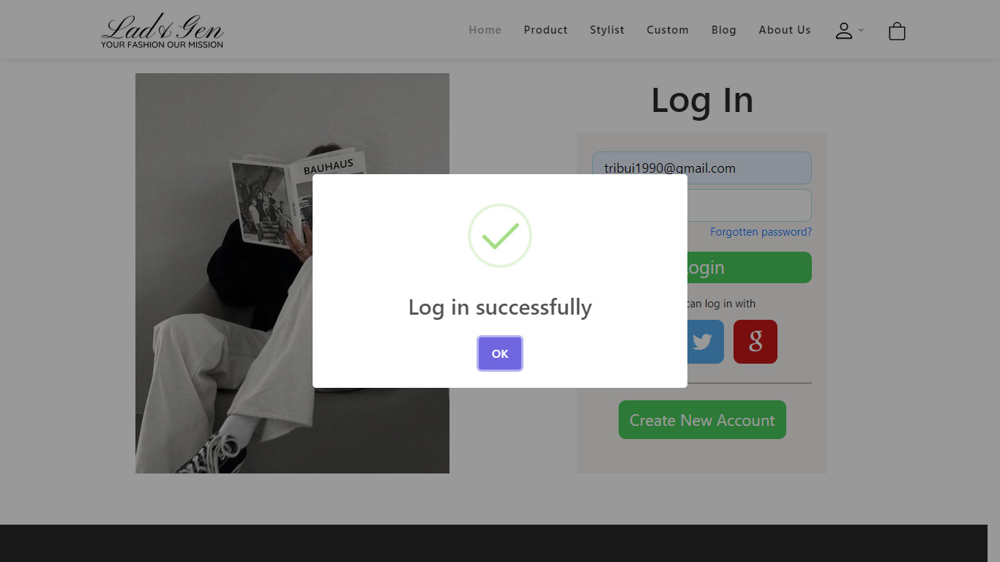 Lad & Gen
YOUR FASHION OUR MISSION
Home Product Stylist Custom Blog About Us
Log In
BAUHAUS
tribui1990@gmail.com
Forgotten password?
Login
can log in with
Log in successfully
OK
Create New Account